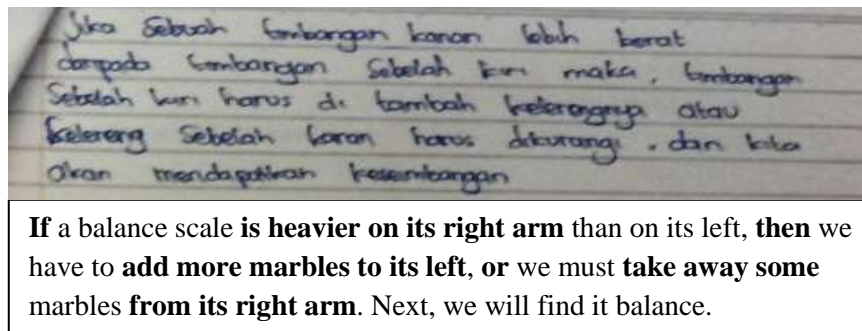 Jika Sebuah timbangan kanan lebih berat
daripada timbangan Sebelah kiri maka, timbangan
Sebelah kiri harus di tambah kelerengnya atau
kelereng Sebelah kanan harus dikurangi, dan kita
akan mendapatkan keseimbangan
If a balance scale is heavier on its right arm than on its left, then we
have to add more marbles to its left, or we must take away some
marbles from its right arm. Next, we will find it balance.